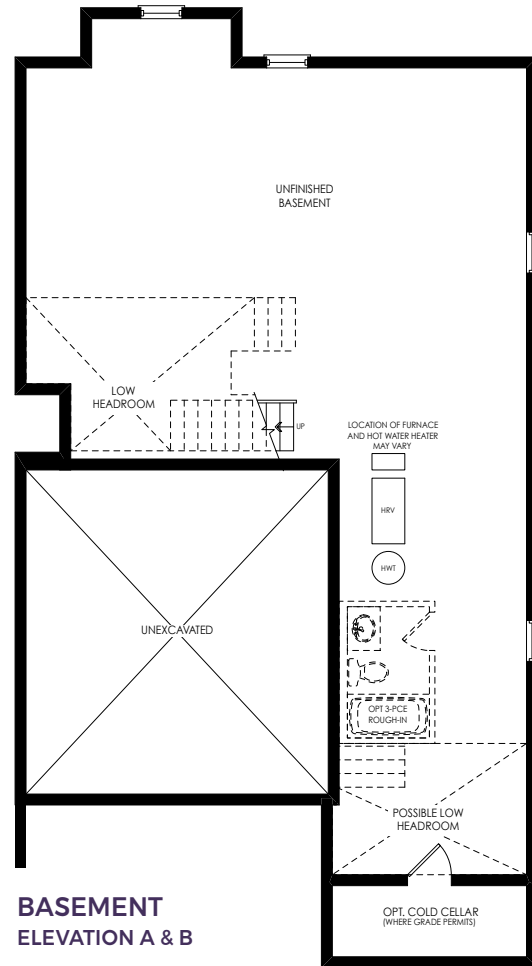 UNFINISHED
BASEMENT
LOW
HEADROOM
UP
LOCATION OF FURNACE
AND HOT WATER HEATER
MAY VARY
HRV
HWT
UNEXCAVATED
OPT 3-PCE
ROUGH-IN
POSSIBLE LOW
HEADROOM
OPT. COLD CELLAR
(WHERE GRADE PERMITS)
BASEMENT
ELEVATION A & B